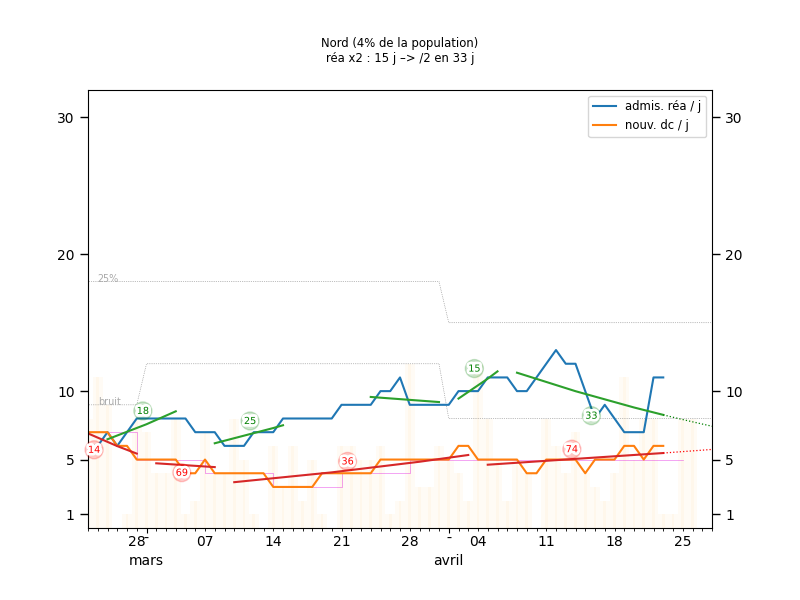 Nord (4% de la population)
réa x2 : 15 j –> /2 en 33 j
admis. réa / j
nouv. dc / j
30
30
20
20
25%
15
10
10
bruit
18
33
25
14
74
36
69
5
5
1
1
28 07 14 21 28 - 04 11 18 25
mars avril